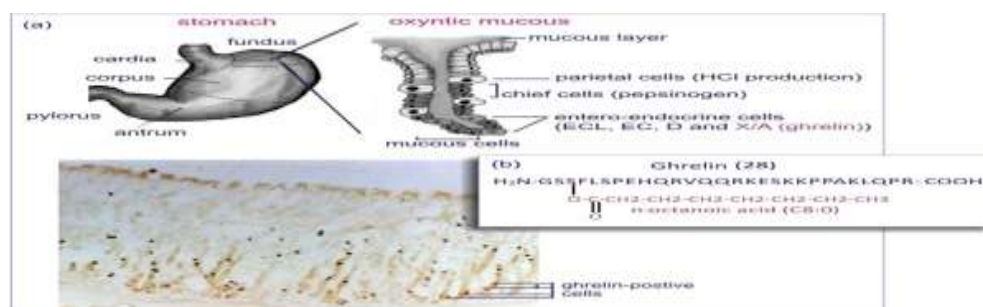 (a)
stomach
fundus
cardia
corpus
pylorus
antrum
oxyntic mucous
mucous layer
parietal cells (HCl production)
chief cells (pepsinogen)
entero-endocrine cells
(ECL, EC, D and X/A (ghrelin))
mucous cells
(b)
Ghrelin (28)
H₂N-GSSFLSPEHQRVQQRKESKKPPAKLQPR-COOH
O-C-CH2-CH2-CH2-CH2-CH2-CH2-CH3
O
n-octanoic acid (C8:0)
ghrelin-postive
cells